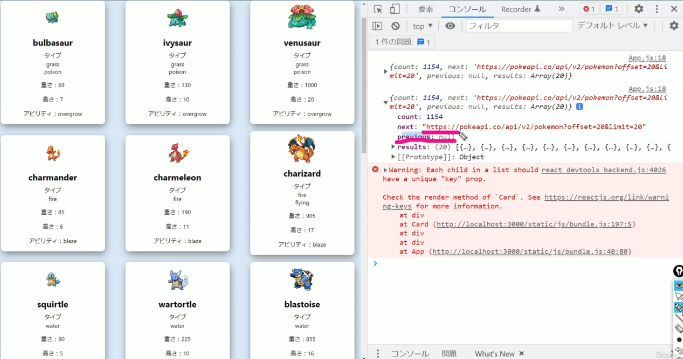 bulbasaur
タイプ
grass
poison
重さ : 69
高さ : 7
アビリティ : overgrow
ivysaur
タイプ
grass
poison
重さ : 130
高さ : 10
アビリティ : overgrow
venusaur
タイプ
grass
poison
重さ : 1000
高さ : 20
アビリティ : overgrow
charmander
タイプ
fire
重さ : 85
高さ : 6
アビリティ : blaze
charmeleon
タイプ
fire
重さ : 190
高さ : 11
アビリティ : blaze
charizard
タイプ
fire
flying
重さ : 905
高さ : 17
アビリティ : blaze
squirtle
タイプ
water
重さ : 90
高さ : 5
wartortle
タイプ
water
重さ : 225
高さ : 10
blastoise
タイプ
water
重さ : 855
高さ : 16
要素 コンソール Recorder » 1 1
top フィルタ デフォルト レベル
1 件の問題: 1
App.js:18
{count: 1154, next: 'https://pokeapi.co/api/v2/pokemon?offset=20&li
mit=20', previous: null, results: Array(20)}
App.js:18
{count: 1154, next: 'https://pokeapi.co/api/v2/pokemon?offset=20&li
mit=20', previous: null, results: Array(20)}
count: 1154
next: "https://pokeapi.co/api/v2/pokemon?offset=20&limit=20"
previous: null
results: (20) [{…}, {…}, {…}, {…}, {…}, {…}, {…}, {…}, {…},
[[Prototype]]: Object
Warning: Each child in a list should react devtools backend.js:4026
have a unique "key" prop.
Check the render method of `Card`. See https://reactjs.org/link/warni
ng-keys for more information.
at div
at Card (http://localhost:3000/static/js/bundle.js:197:5)
at div
at div
at App (http://localhost:3000/static/js/bundle.js:40:80)
コンソール 問題 What's New